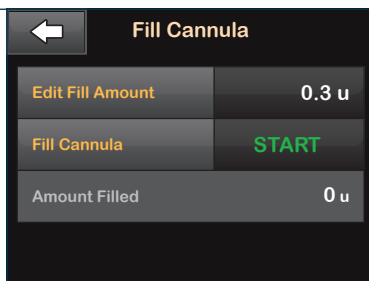 Fill Cannula
Edit Fill Amount 0.3 u
Fill Cannula START
Amount Filled 0 u